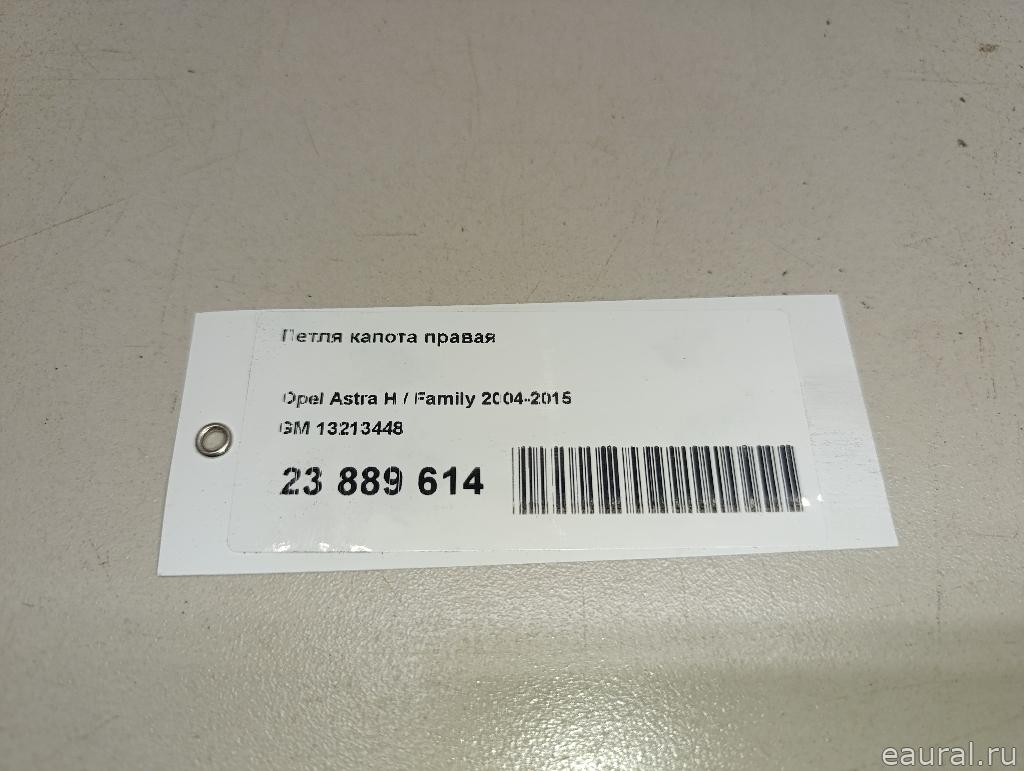 Петля капота правая
Opel Astra H / Family 2004-2015
GM 13213448
23 889 614
eaural.ru